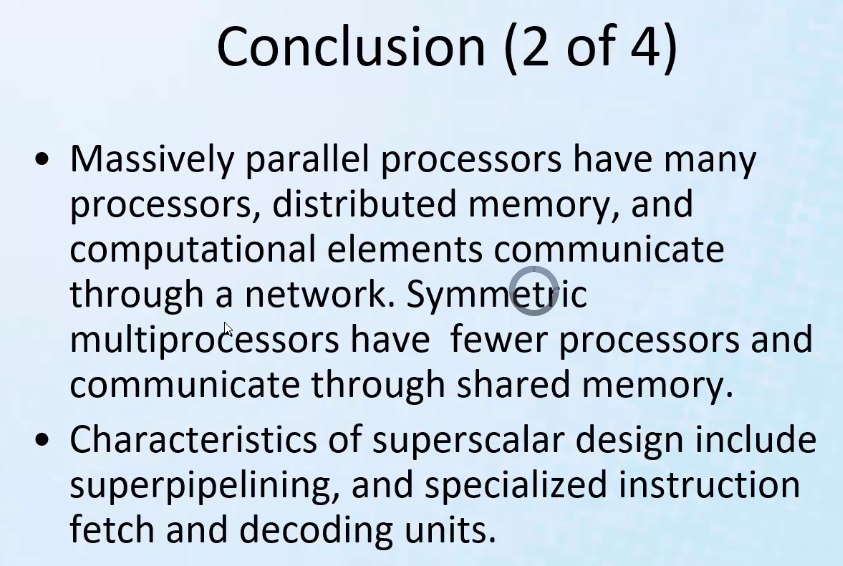 Conclusion (2 of 4)
• Massively parallel processors have many
processors, distributed memory, and
computational elements communicate
through a network. Symmetric
multiprocessors have  fewer processors and
communicate through shared memory.
• Characteristics of superscalar design include
superpipelining, and specialized instruction
fetch and decoding units.